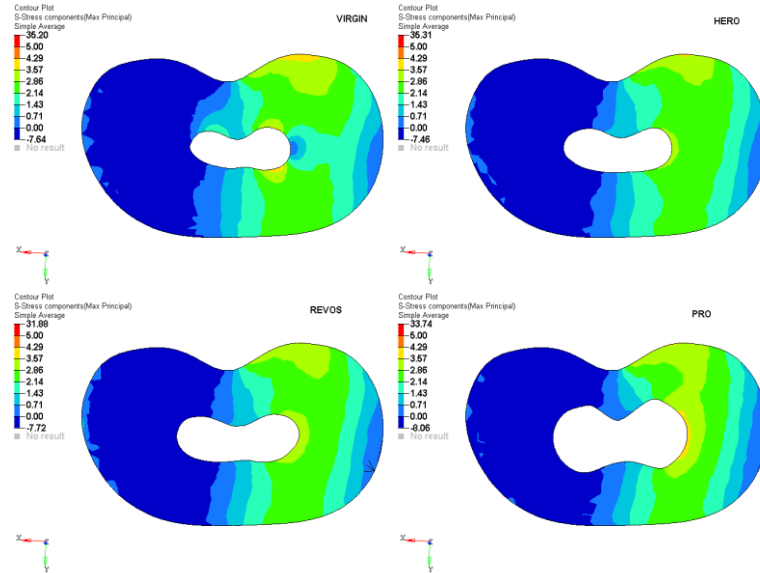 Contour Plot
S-Stress components(Max Principal)
Simple Average
35.20
5.00
4.29
3.57
2.86
2.14
1.43
0.71
0.00
-7.64
No result
VIRGIN
X
Y
Contour Plot
S-Stress components(Max Principal)
Simple Average
35.31
5.00
4.29
3.57
2.86
2.14
1.43
0.71
0.00
-7.46
No result
HERO
X
Y
Contour Plot
S-Stress components(Max Principal)
Simple Average
31.88
5.00
4.29
3.57
2.86
2.14
1.43
0.71
0.00
-7.72
No result
REVOS
X
Y
Contour Plot
S-Stress components(Max Principal)
Simple Average
33.74
5.00
4.29
3.57
2.86
2.14
1.43
0.71
0.00
-8.06
No result
PRO
X
Y